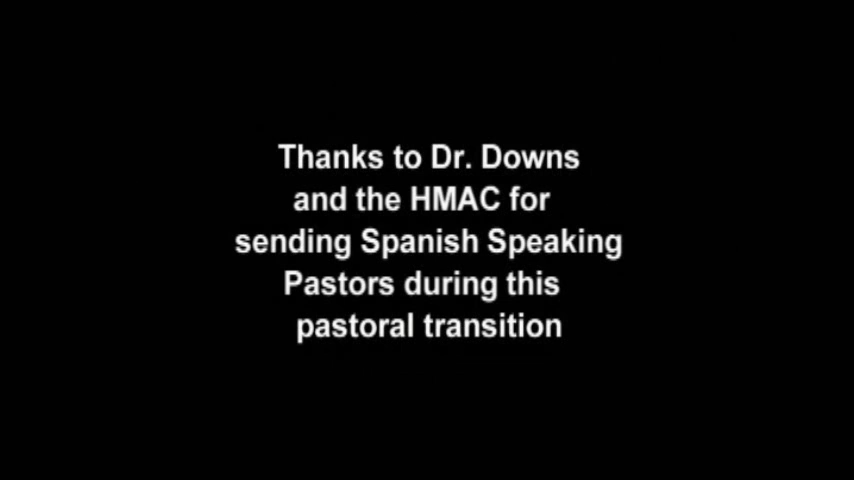 Thanks to Dr. Downs
and the HMAC for
sending Spanish Speaking
Pastors during this
pastoral transition